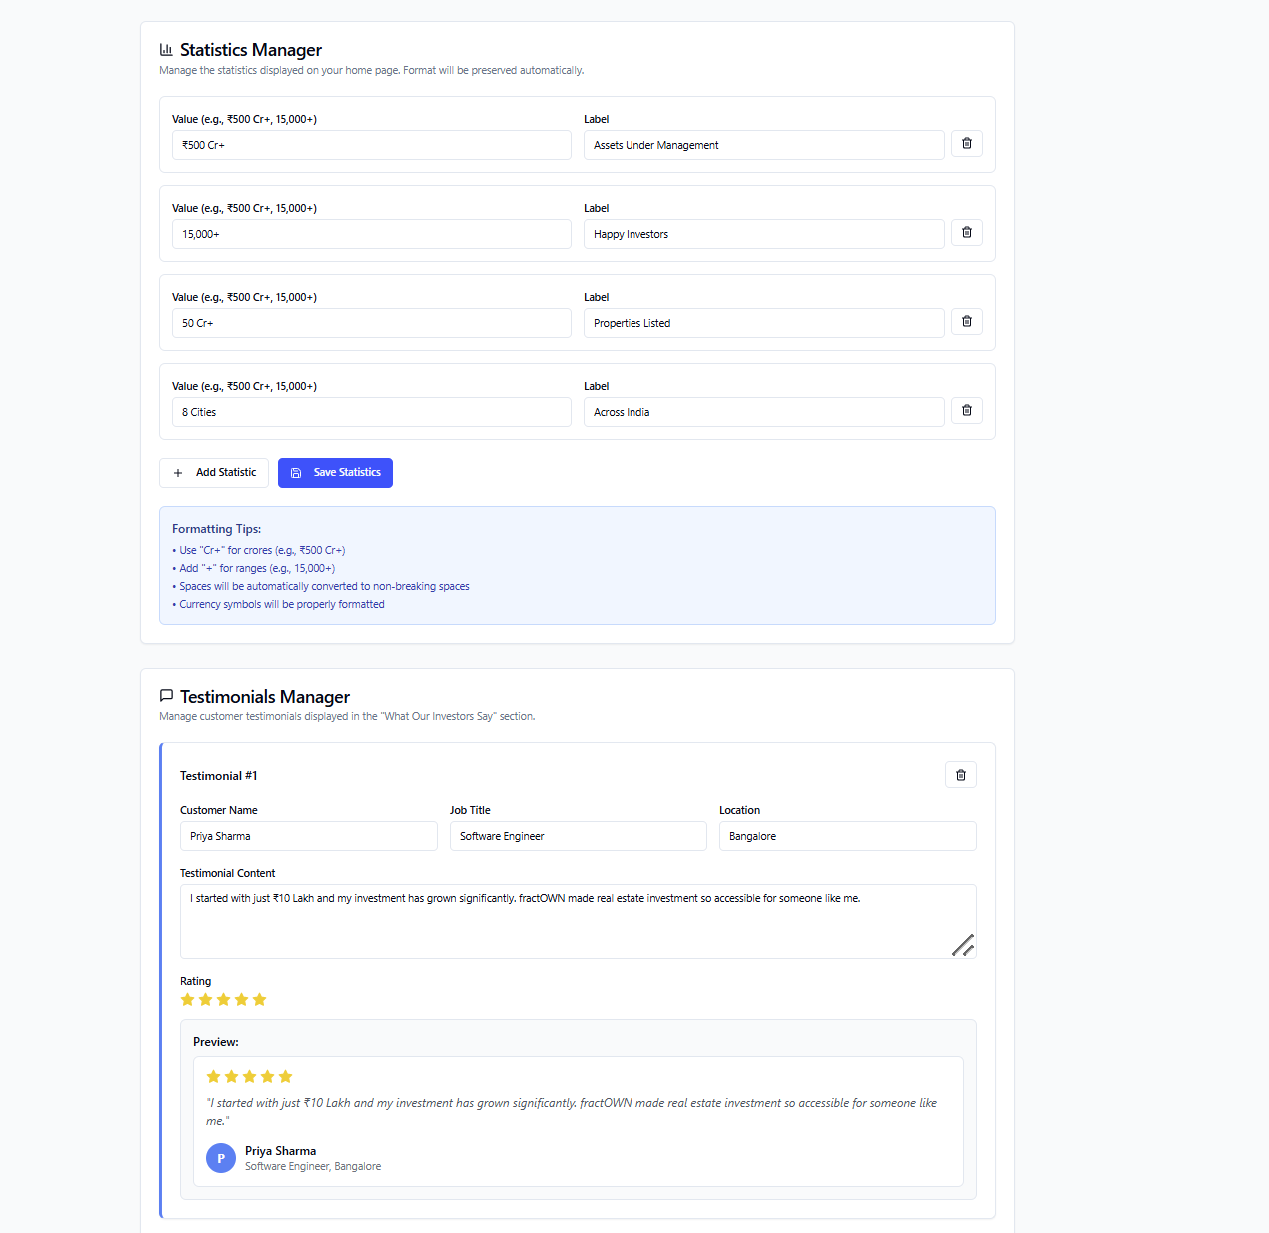 Statistics Manager
Manage the statistics displayed on your home page. Format will be preserved automatically.
Value (e.g., ₹500 Cr+, 15,000+) Label
₹500 Cr+ Assets Under Management
Value (e.g., ₹500 Cr+, 15,000+) Label
15,000+ Happy Investors
Value (e.g., ₹500 Cr+, 15,000+) Label
50 Cr+ Properties Listed
Value (e.g., ₹500 Cr+, 15,000+) Label
8 Cities Across India
Add Statistic Save Statistics
Formatting Tips:
• Use "Cr+" for crores (e.g., ₹500 Cr+)
• Add "+" for ranges (e.g., 15,000+)
• Spaces will be automatically converted to non-breaking spaces
• Currency symbols will be properly formatted
Testimonials Manager
Manage customer testimonials displayed in the "What Our Investors Say" section.
Testimonial #1
Customer Name Job Title Location
Priya Sharma Software Engineer Bangalore
Testimonial Content
I started with just ₹10 Lakh and my investment has grown significantly. fractOWN made real estate investment so accessible for someone like me.
Rating
Preview:
"I started with just ₹10 Lakh and my investment has grown significantly. fractOWN made real estate investment so accessible for someone like
me."
P Priya Sharma
Software Engineer, Bangalore